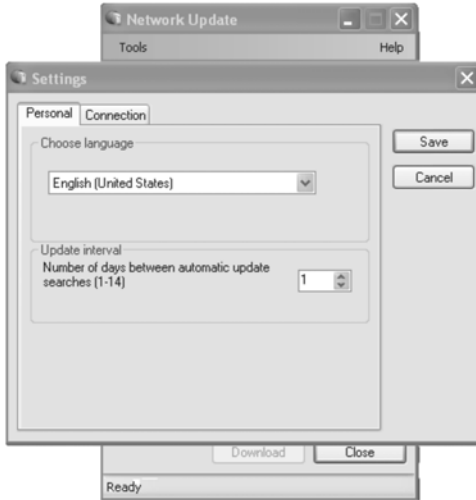 Network Update
Tools Help
Settings
Personal Connection
Choose language
English (United States)
Update interval
Number of days between automatic update
searches (1-14)
1
Save
Cancel
Download Close
Ready